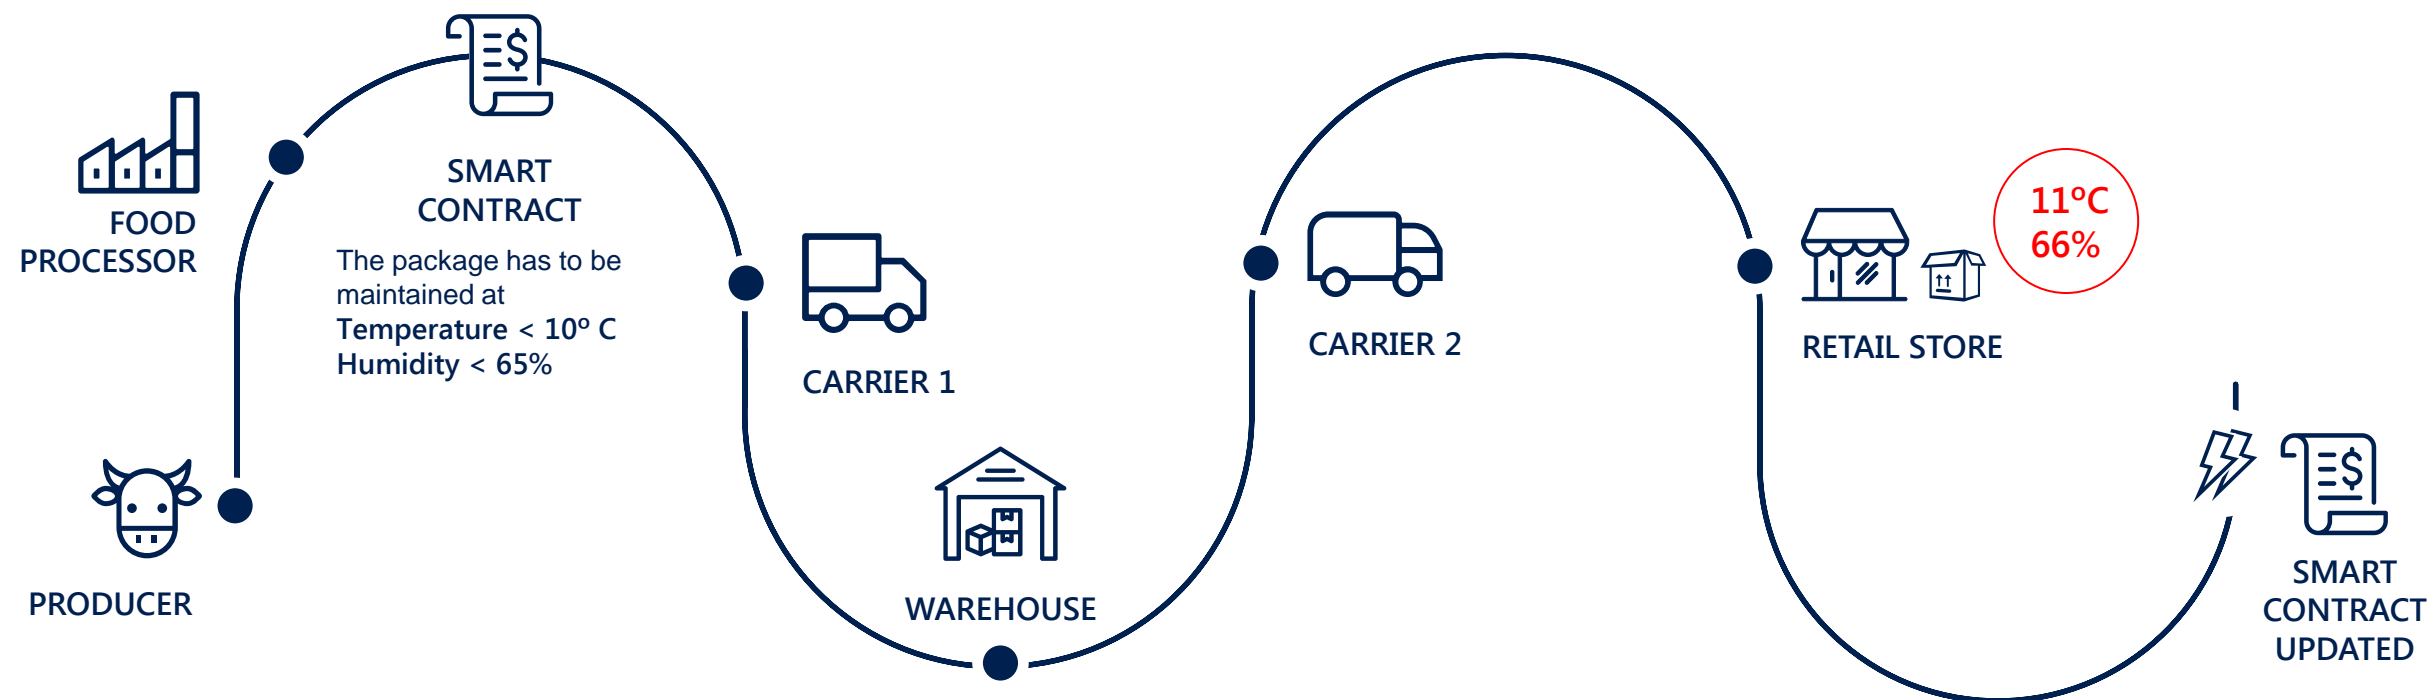 FOOD
PROCESSOR
PRODUCER
SMART
CONTRACT
The package has to be
maintained at
Temperature < 10º C
Humidity < 65%
CARRIER 1
WAREHOUSE
CARRIER 2
RETAIL STORE
11ºC
66%
SMART
CONTRACT
UPDATED